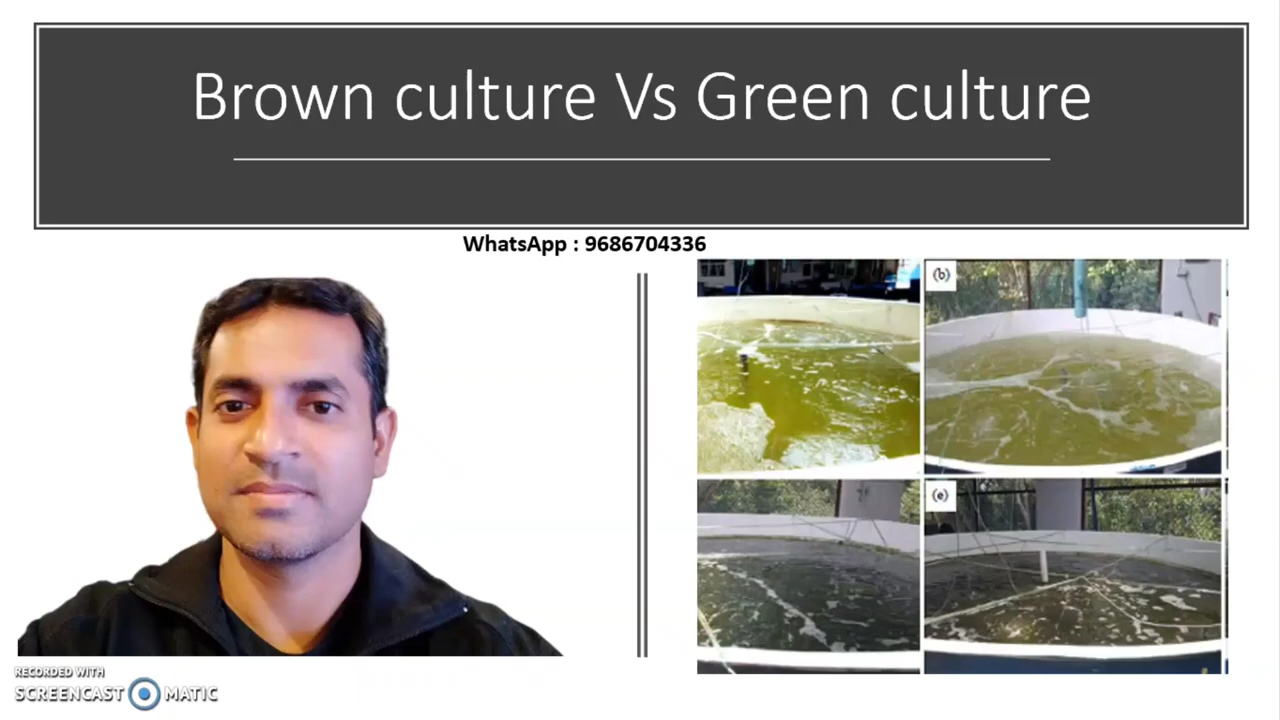 Brown culture Vs Green culture
WhatsApp : 9686704336
(b)
(e)
RECORDED WITH
SCREENCAST MATIC